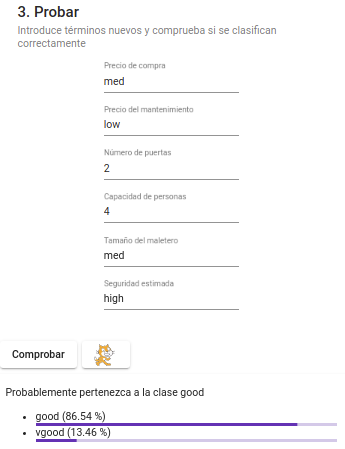 3. Probar
Introduce términos nuevos y comprueba si se clasifican
correctamente
Precio de compra
med
Precio del mantenimiento
low
Número de puertas
2
Capacidad de personas
4
Tamaño del maletero
med
Seguridad estimada
high
Comprobar
Probablemente pertenezca a la clase good
good (86.54 %)
vgood (13.46 %)